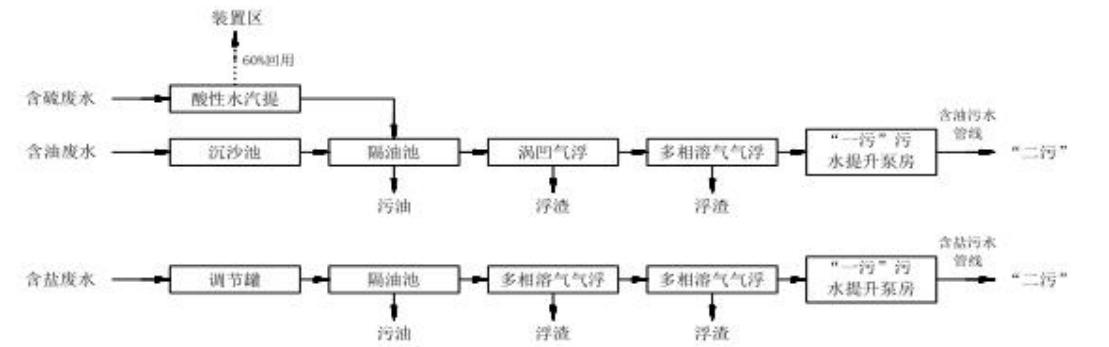 装置区
60%回用
含硫废水
酸性水汽提
含油废水
沉沙池
隔油池
涡凹气浮
多相溶气气浮
“一污”污
水提升泵房
含油污水
管线
“二污”
污油
浮渣
浮渣
含盐废水
调节罐
隔油池
多相溶气气浮
多相溶气气浮
“一污”污
水提升泵房
含盐污水
管线
“二污”
污油
浮渣
浮渣